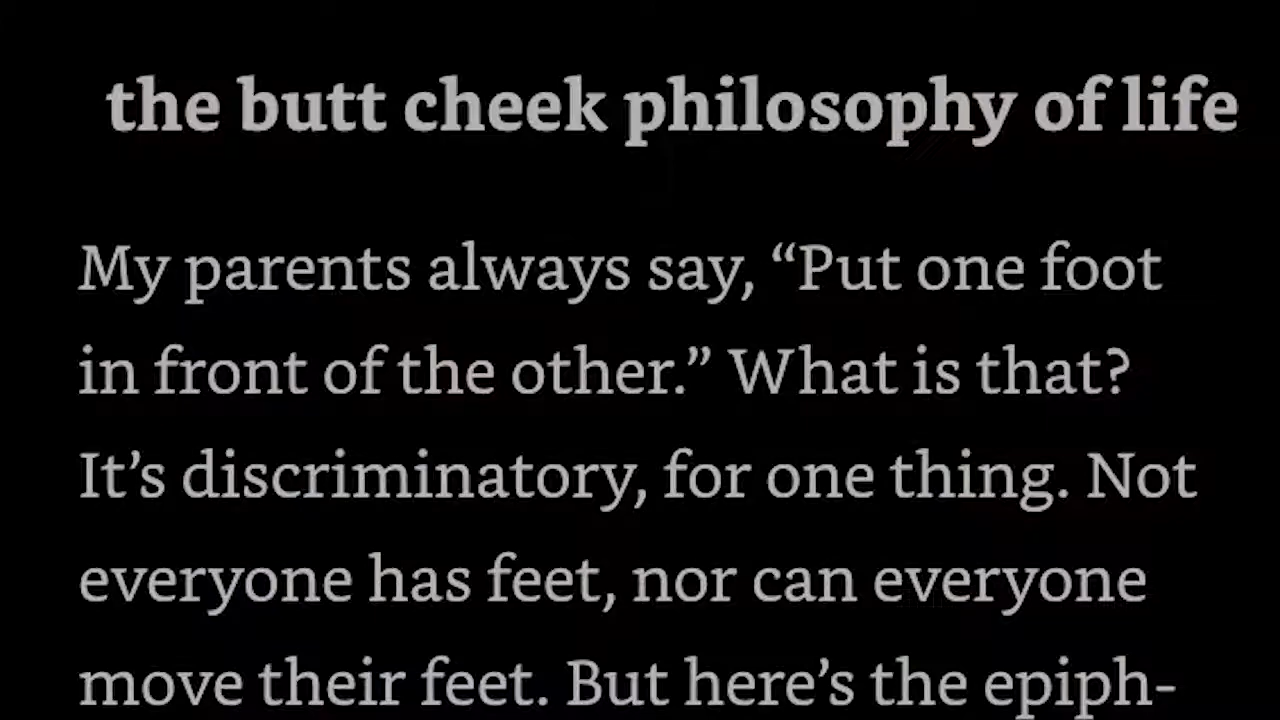 the butt cheek philosophy of life
My parents always say, “Put one foot
in front of the other.” What is that?
It’s discriminatory, for one thing. Not
everyone has feet, nor can everyone
move their feet. But here’s the epiph-